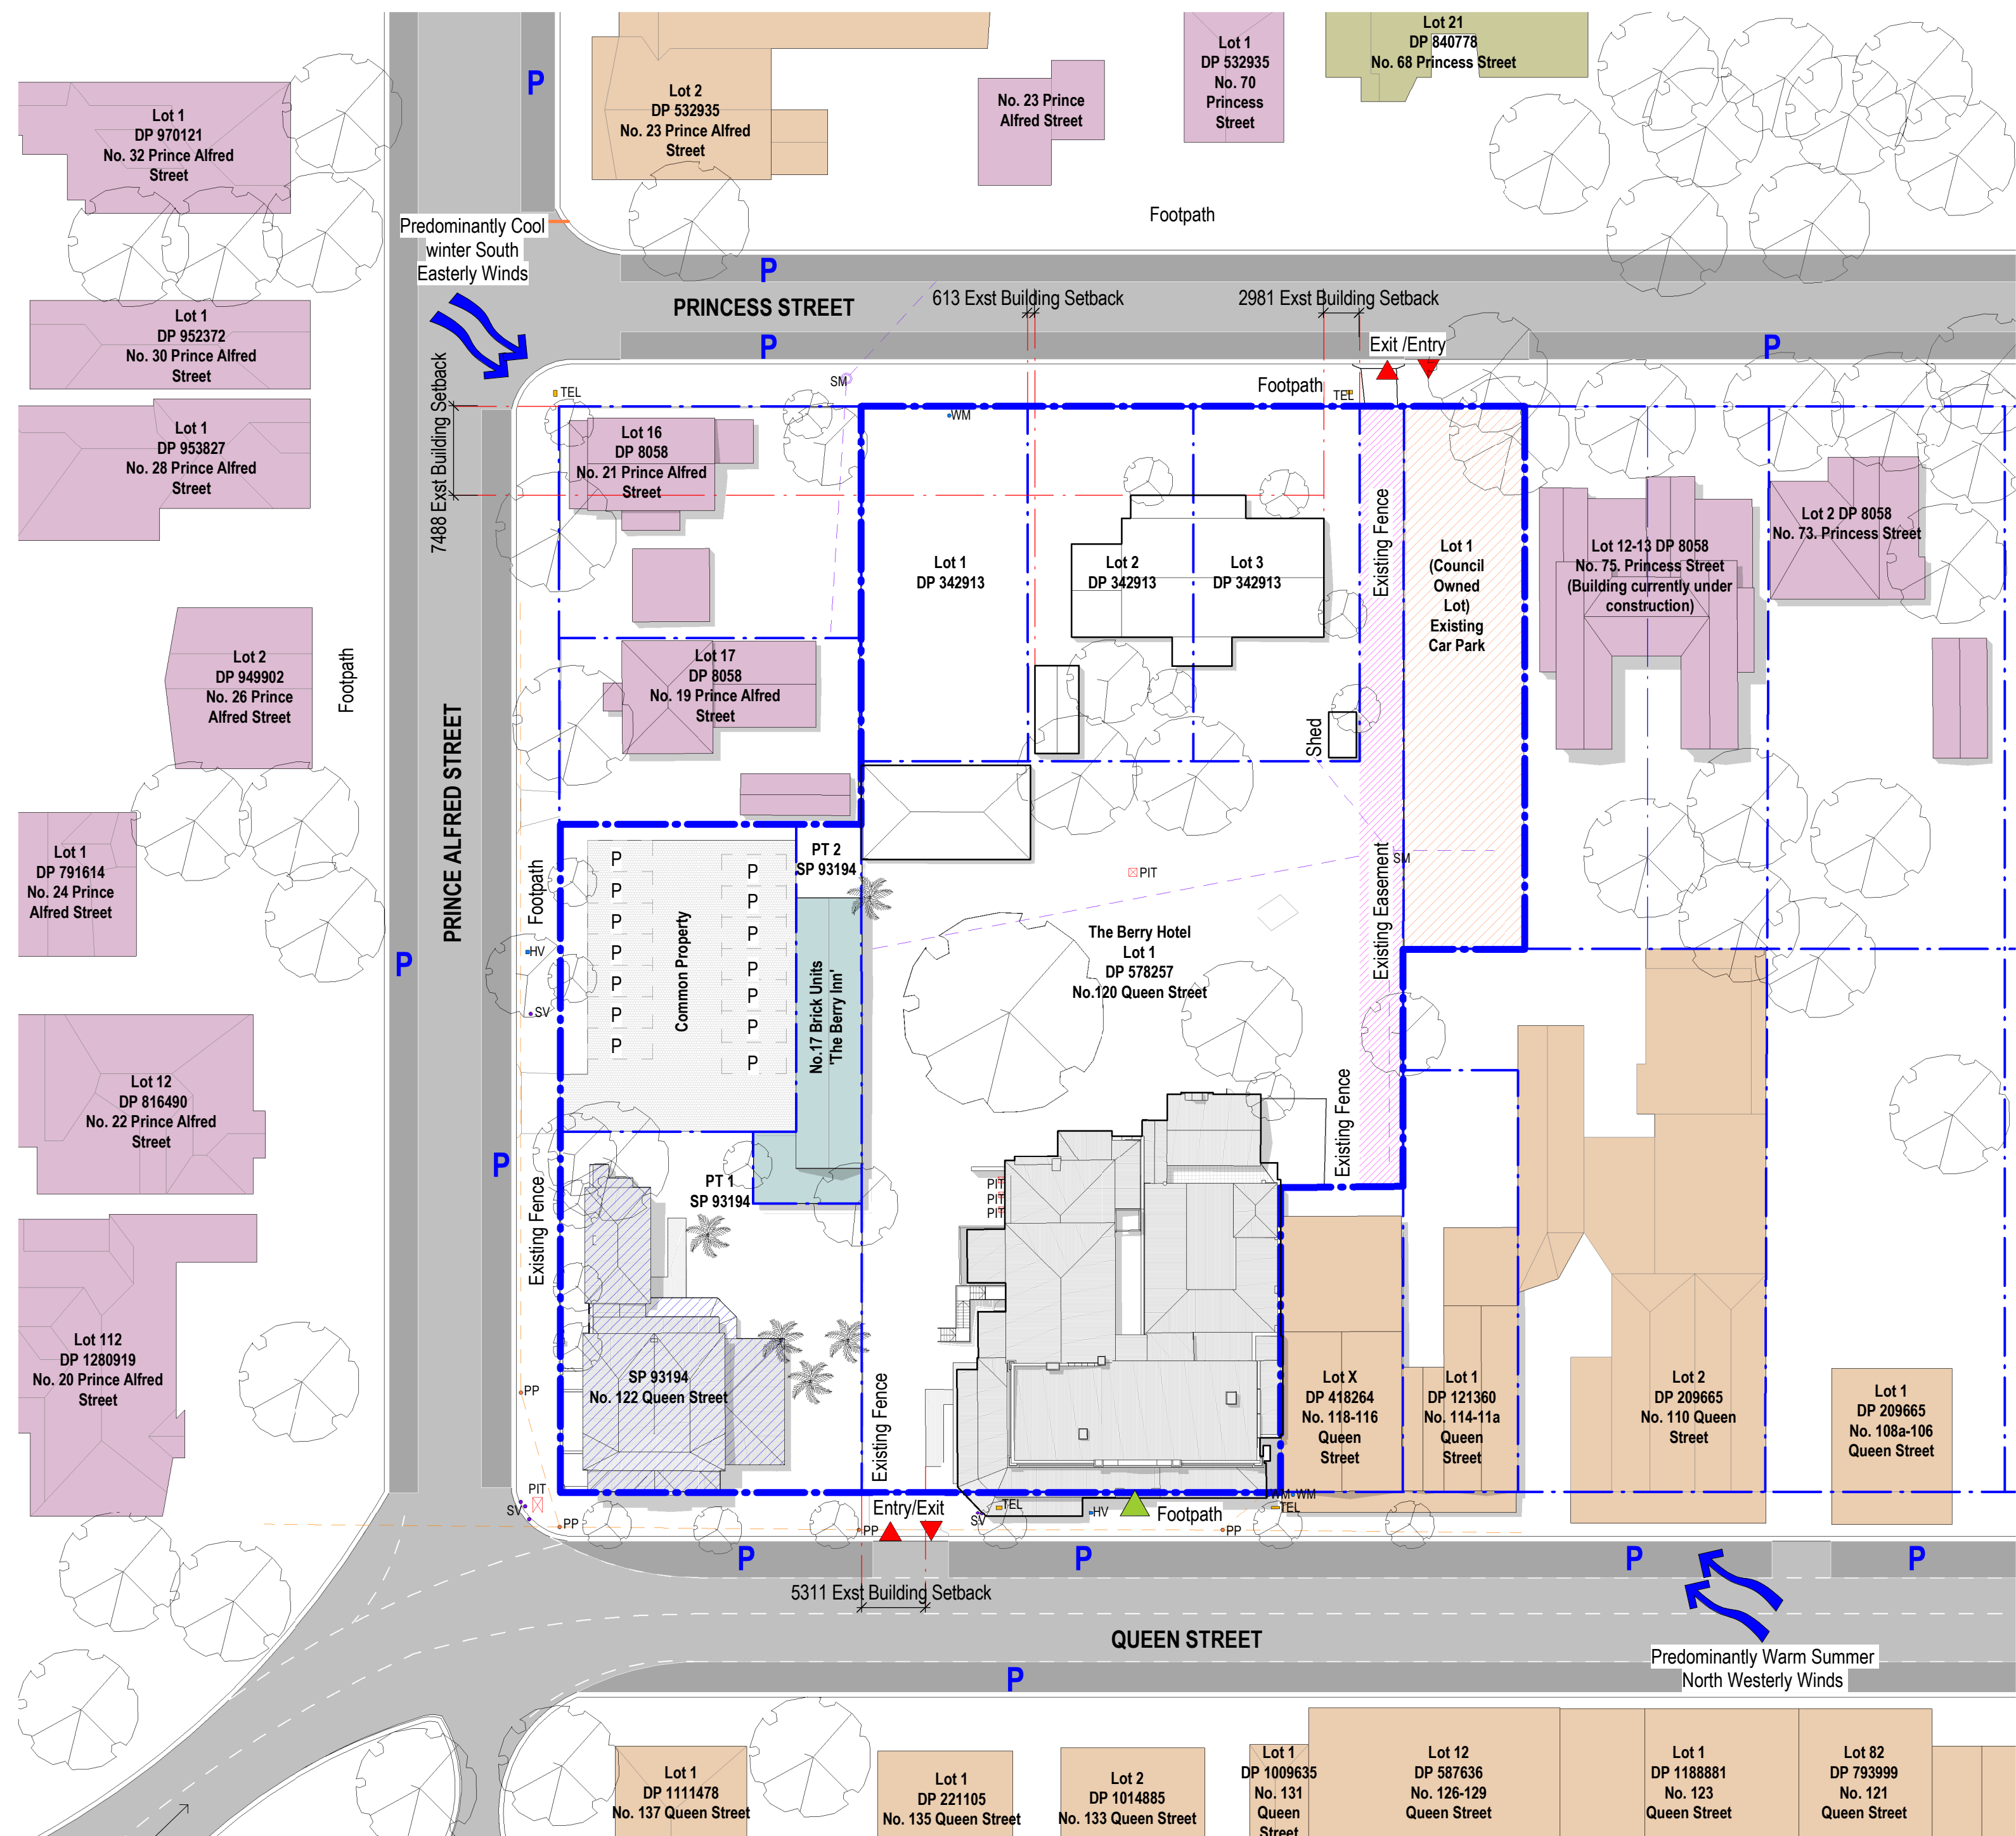 P
Lot 1
DP 970121
No. 32 Prince Alfred
Street
Lot 2
DP 532935
No. 23 Prince Alfred
Street
No. 23 Prince
Alfred Street
Lot 1
DP 532935
No. 70
Princess
Street
Lot 21
DP 840778
No. 68 Princess Street
Footpath
Predominantly Cool
winter South
Easterly Winds
P
PRINCESS STREET
613 Exst Building Setback
2981 Exst Building Setback
P
P
Exit /Entry
Lot 1
DP 952372
No. 30 Prince Alfred
Street
Lot 1
DP 953827
No. 28 Prince Alfred
Street
7488 Exst Building Setback
TEL
SM
WM
Footpath
TEL
Lot 16
DP 8058
No. 21 Prince Alfred
Street
Lot 1
DP 342913
Lot 2
DP 342913
Lot 3
DP 342913
Existing Fence
Lot 1
(Council
Owned
Lot)
Existing
Car Park
Lot 12-13 DP 8058
No. 75. Princess Street
(Building currently under
construction)
Lot 2 DP 8058
No. 73. Princess Street
Lot 2
DP 949902
No. 26 Prince
Alfred Street
Footpath
Lot 17
DP 8058
No. 19 Prince Alfred
Street
Shed
PRINCE ALFRED STREET
Lot 1
DP 791614
No. 24 Prince
Alfred Street
Footpath
P
P
P
P
P
P
P
P
P
P
P
P
P
P
Common Property
PT 2
SP 93194
No.17 Brick Units
'The Berry Inn'
PIT
SM
Existing Easement
The Berry Hotel
Lot 1
DP 578257
No.120 Queen Street
P
HV
SV
Lot 12
DP 816490
No. 22 Prince Alfred
Street
P
Existing Fence
PT 1
SP 93194
PIT
PIT
PIT
Existing Fence
Lot 112
DP 1280919
No. 20 Prince Alfred
Street
PP
SP 93194
No. 122 Queen Street
Existing Fence
Lot X
DP 418264
No. 118-116
Queen
Street
Lot 1
DP 121360
No. 114-11a
Queen
Street
Lot 2
DP 209665
No. 110 Queen
Street
Lot 1
DP 209665
No. 108a-106
Queen Street
PIT
SV
PP
PP
Entry/Exit
SV
TEL
HV
Footpath
PP
WM
WM
TEL
P
P
P
P
5311 Exst Building Setback
QUEEN STREET
Predominantly Warm Summer
North Westerly Winds
P
Lot 1
DP 1111478
No. 137 Queen Street
Lot 1
DP 221105
No. 135 Queen Street
Lot 2
DP 1014885
No. 133 Queen Street
Lot 1
DP 1009635
No. 131
Queen
Street
Lot 12
DP 587636
No. 126-129
Queen Street
Lot 1
DP 1188881
No. 123
Queen Street
Lot 82
DP 793999
No. 121
Queen Street